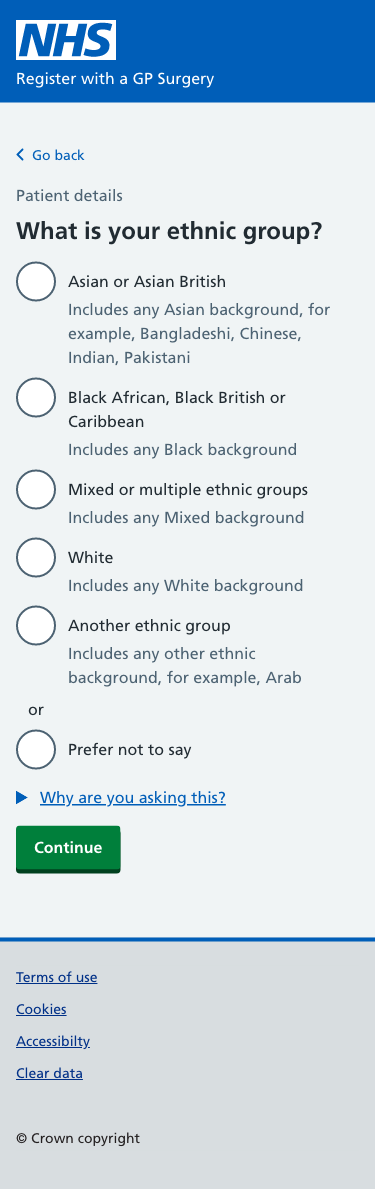 NHS
Register with a GP Surgery
Go back
Patient details
What is your ethnic group?
Asian or Asian British
Includes any Asian background, for
example, Bangladeshi, Chinese,
Indian, Pakistani
Black African, Black British or
Caribbean
Includes any Black background
Mixed or multiple ethnic groups
Includes any Mixed background
White
Includes any White background
Another ethnic group
Includes any other ethnic
background, for example, Arab
or
Prefer not to say
Why are you asking this?
Continue
Terms of use
Cookies
Accessibilty
Clear data
© Crown copyright